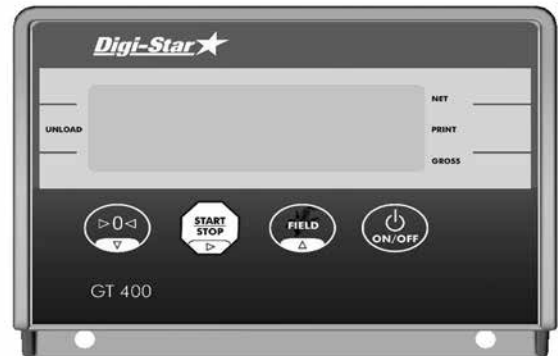 Digi-Star
NET
UNLOAD
PRINT
GROSS
▷0◁
START
STOP
FIELD
ON/OFF
GT 400